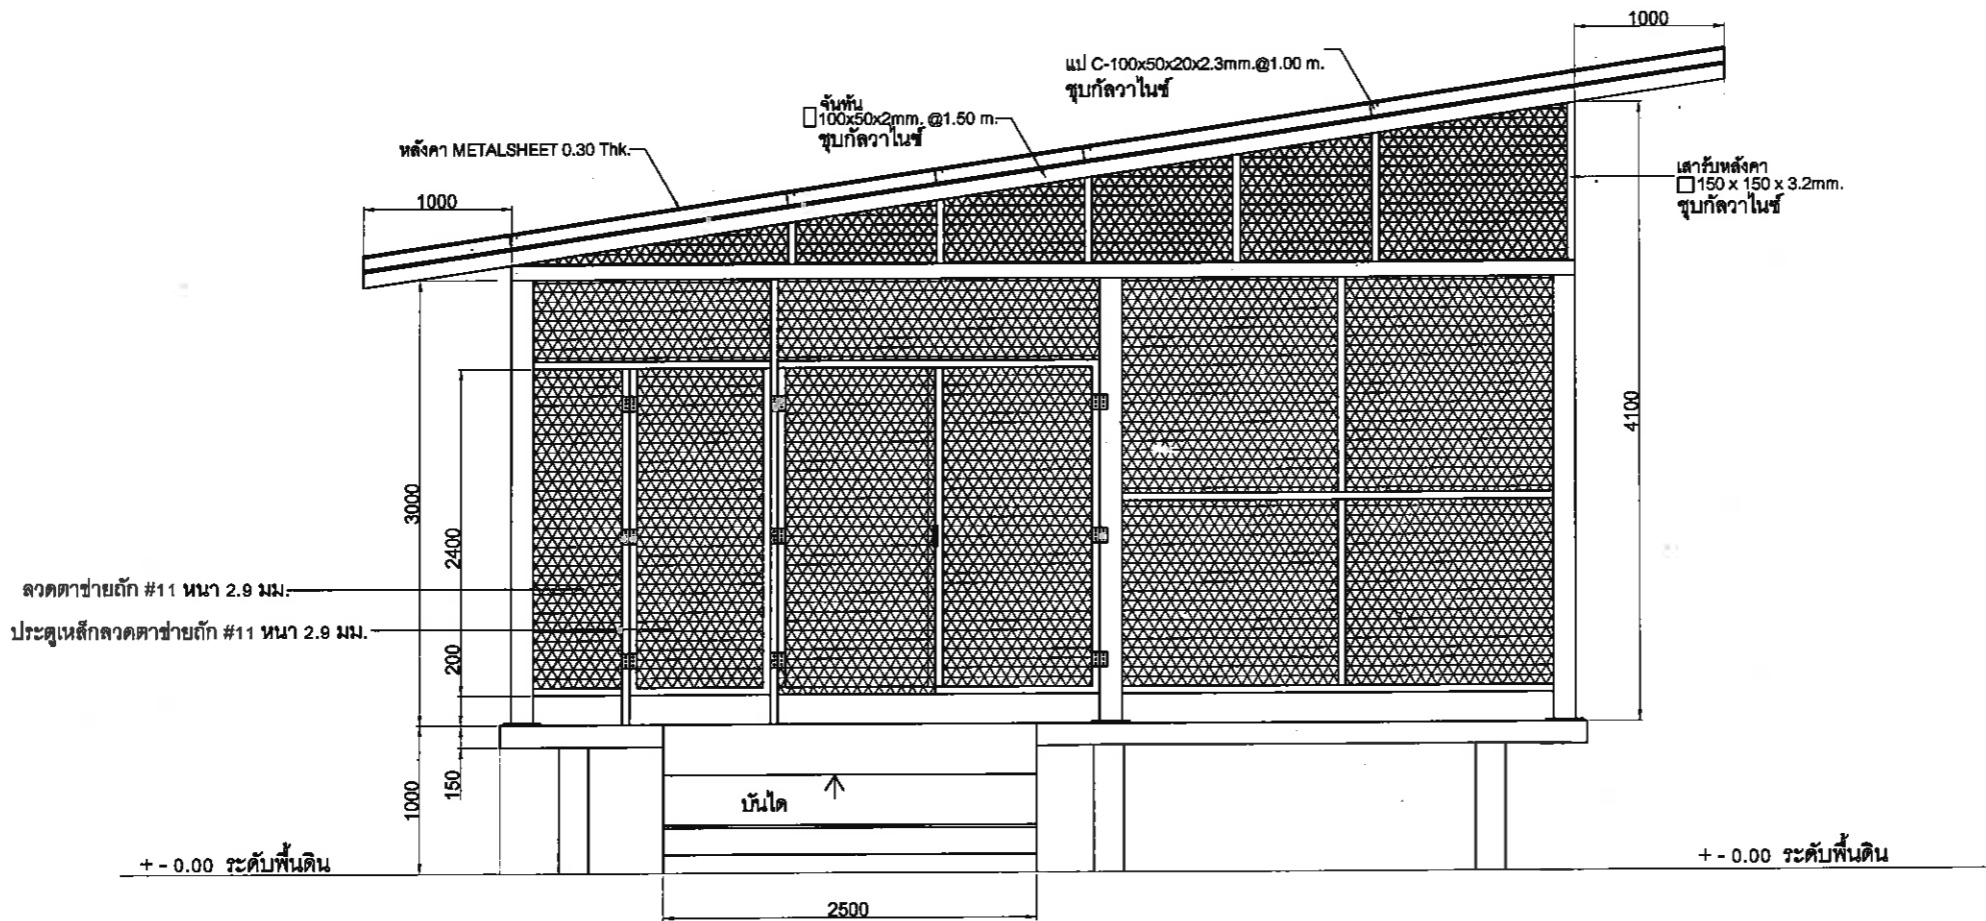 1000
แป C-100x50x20x2.3mm.@1.00 m.
ชุบกัลวาไนซ์
จันทัน
100x50x2mm. @1.50 m.
ชุบกัลวาไนซ์
หลังคา METALSHEET 0.30 Thk.
1000
เสารับหลังคา
150 x 150 x 3.2mm.
ชุบกัลวาไนซ์
4100
3000
2400
ลวดตาข่ายถัก #11 หนา 2.9 มม.
ประตูเหล็กลวดตาข่ายถัก #11 หนา 2.9 มม.
200
150
1000
บันได
+ - 0.00 ระดับพื้นดิน
+ - 0.00 ระดับพื้นดิน
2500